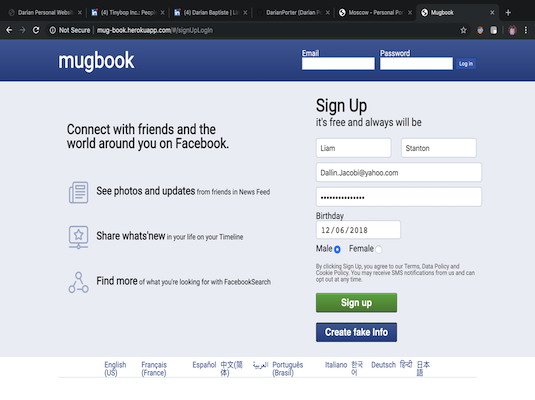 Darian Personal Websi
(4) Tinybop Inc.: Peopl
(4) Darian Baptiste | Li
DarianPorter (Darian P
Moscow - Personal Po
Mugbook
Not Secure | mug-book.herokuapp.com/#/signUpLogin
mugbook
Email
Password
Log in
Connect with friends and the
world around you on Facebook.
See photos and updates from friends in News Feed
Share whats'new in your life on your Timeline
Find more of what you're looking for with FacebookSearch
Sign Up
it's free and always will be
Liam
Stanton
Dallin.Jacobi@yahoo.com
•••••••••••••••
Birthday
12/06/2018
Male
Female
By clicking Sign Up, you agree to our Terms, Data Policy and
Cookie Policy. You may receive SMS notifications from us and can
opt out at any time.
Sign up
Create fake Info
English (US)
Français (France)
Español
中文(简体)
العربية
Português (Brasil)
Italiano
한국어
Deutsch
हिन्दी
日本語